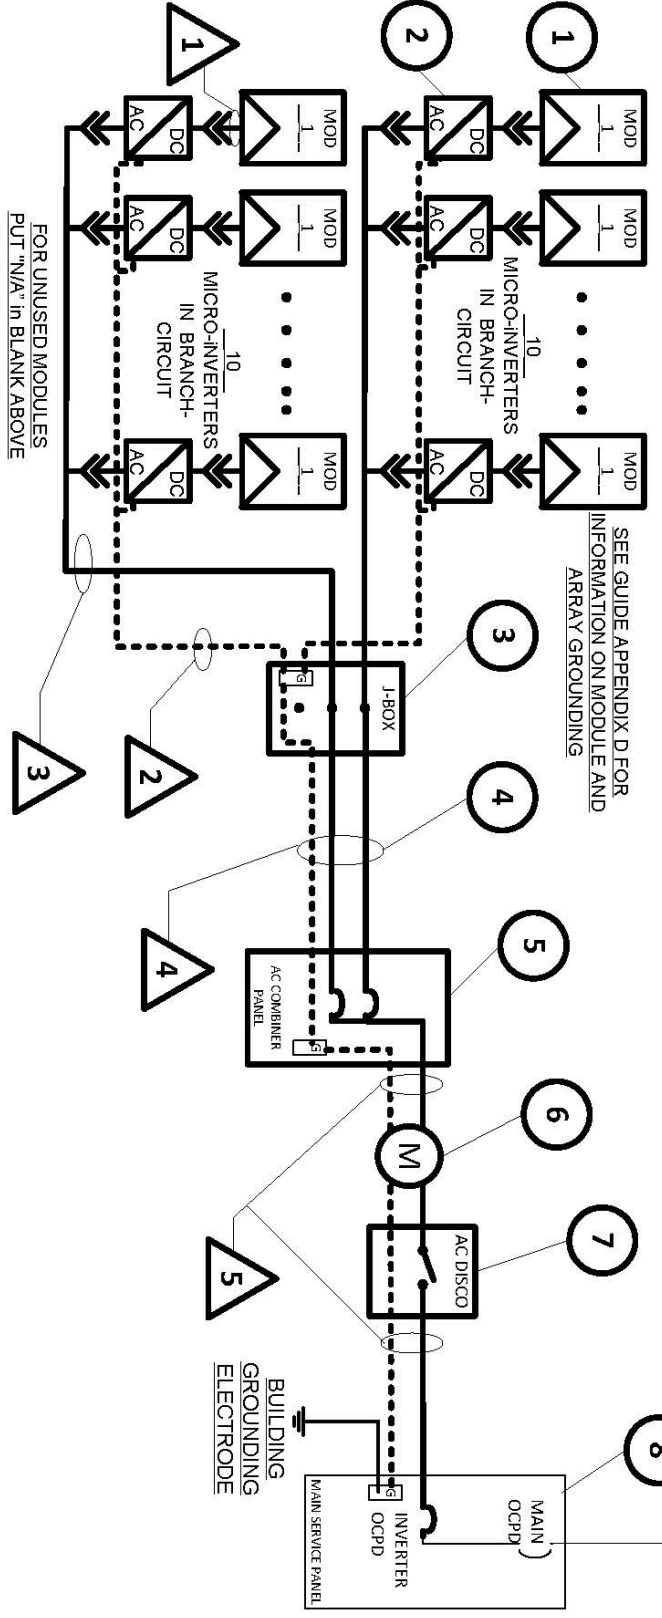 1
2
MOD
1
MOD
1
MOD
1
DC
AC
DC
AC
DC
AC
10
MICRO-iNVERTERS
IN BRANCH-
CIRCUIT
SEE GUIDE APPENDIX D FOR
INFORMATION ON MODULE AND
ARRAY GROUNDING
1
MOD
1
MOD
1
MOD
1
DC
AC
DC
AC
DC
AC
10
MICRO-iNVERTERS
IN BRANCH-
CIRCUIT
FOR UNUSED MODULES
PUT "N/A" in BLANK ABOVE
3
J-BOX
G
2
3
4
4
5
AC COMBINER
PANEL
G
6
M
5
7
AC DISCO
BUILDING
GROUNDING
ELECTRODE
8
MAIN
OCPD
INVERTER
OCPD
G
MAIN SERVICE PANEL